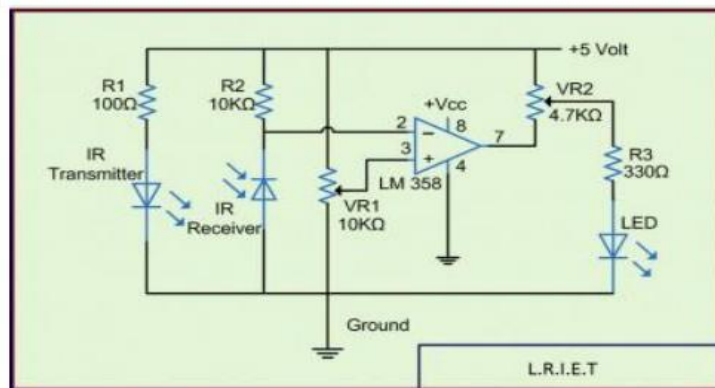 +5 Volt
R1
100Ω
R2
10KΩ
+Vcc
VR2
4.7KΩ
2
8
7
3
4
−
+
LM 358
R3
330Ω
IR
Transmitter
IR
Receiver
VR1
10KΩ
LED
Ground
L.R.I.E.T